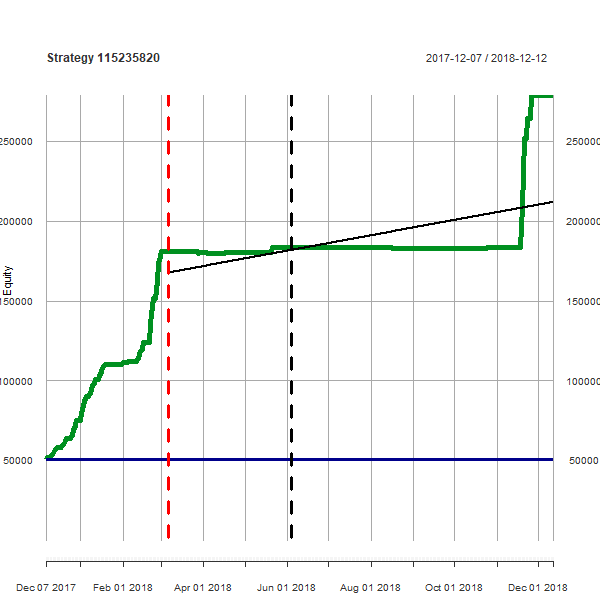 Strategy 115235820
2017-12-07 / 2018-12-12
250000
250000
200000
200000
Equity
150000
150000
100000
100000
50000
50000
Dec 07 2017
Feb 01 2018
Apr 01 2018
Jun 01 2018
Aug 01 2018
Oct 01 2018
Dec 01 2018